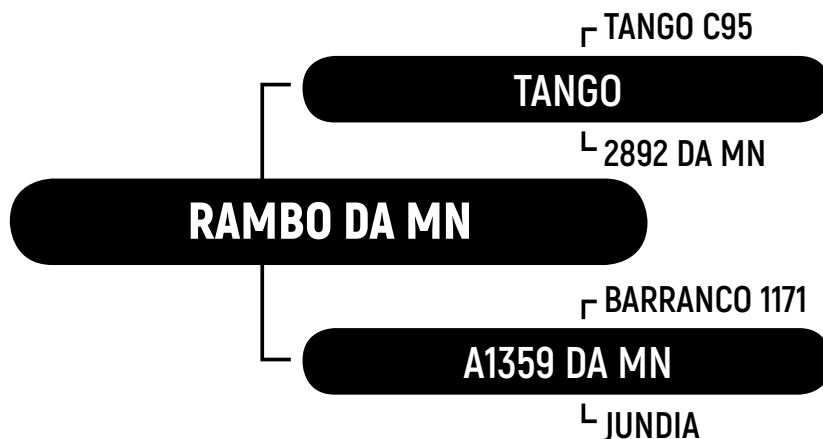 TANGO C95
TANGO
2892 DA MN
RAMBO DA MN
BARRANCO 1171
A1359 DA MN
JUNDIA